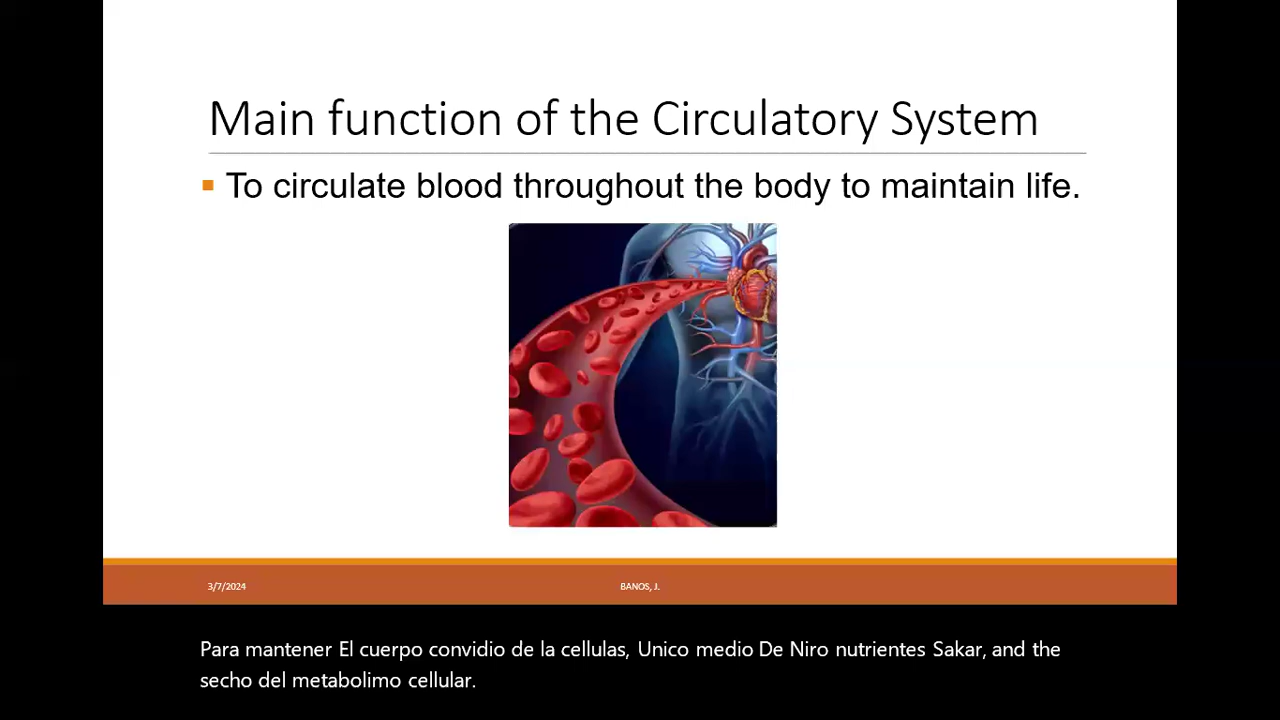 Main function of the Circulatory System
To circulate blood throughout the body to maintain life.
3/7/2024
BANOS, J.
Para mantener El cuerpo convidio de la cellulas, Unico medio De Niro nutrientes Sakar, and the
secho del metabolimo cellular.